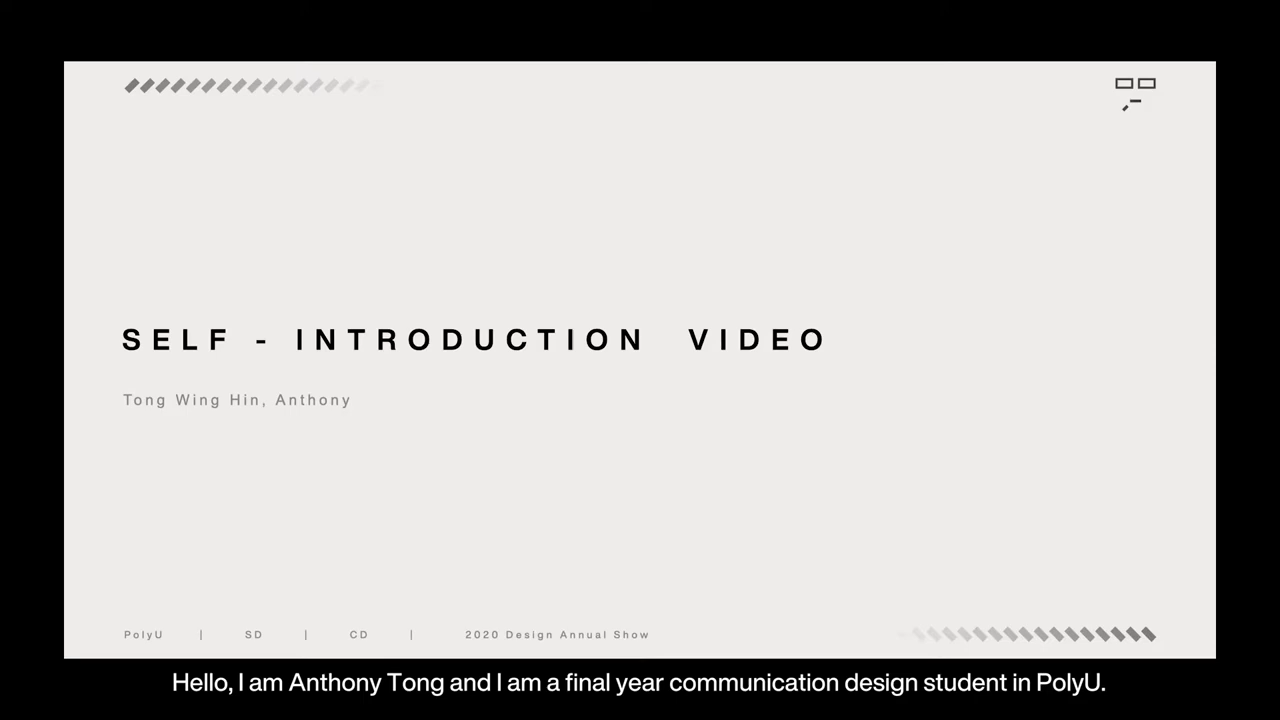 SELF - INTRODUCTION VIDEO
Tong Wing Hin, Anthony
PolyU | SD | CD | 2020 Design Annual Show
Hello, I am Anthony Tong and I am a final year communication design student in PolyU.